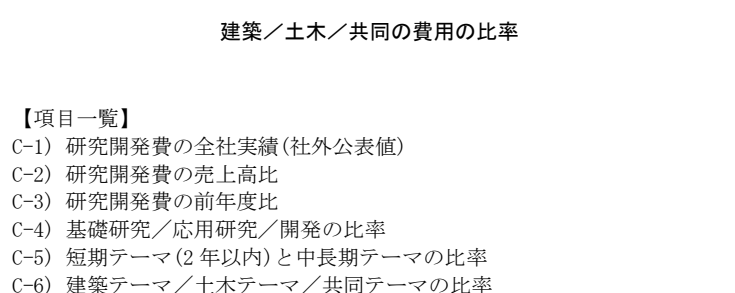 建築／土木／共同の費用の比率
【項目一覧】
C-1) 研究開発費の全社実績(社外公表値)
C-2) 研究開発費の売上高比
C-3) 研究開発費の前年度比
C-4) 基礎研究／応用研究／開発の比率
C-5) 短期テーマ(2 年以内)と中長期テーマの比率
C-6) 建築テーマ／土木テーマ／共同テーマの比率